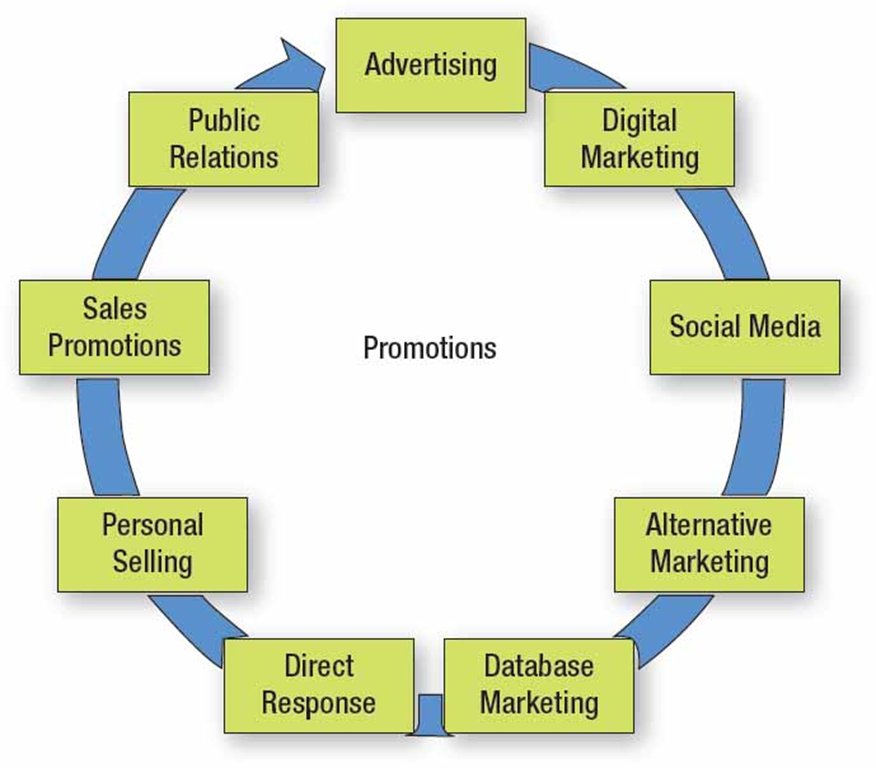 Advertising
Digital
Marketing
Social Media
Alternative
Marketing
Database
Marketing
Direct
Response
Personal
Selling
Sales
Promotions
Public
Relations
Promotions